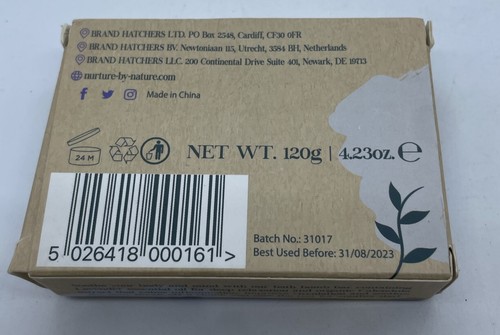 BRAND HATCHERS LTD. PO Box 2548, Cardiff, CF30 0FR
BRAND HATCHERS BV. Newtonlaan 115, Utrecht, 3584 BH, Netherlands
BRAND HATCHERS LLC. 200 Continental Drive Suite 401, Newark, DE 19713
nurture-by-nature.com
Made in China
24 M
NET WT. 120g | 4.23oz. ℮
5 026418 000161 >
Batch No.: 31017
Best Used Before: 31/08/2023